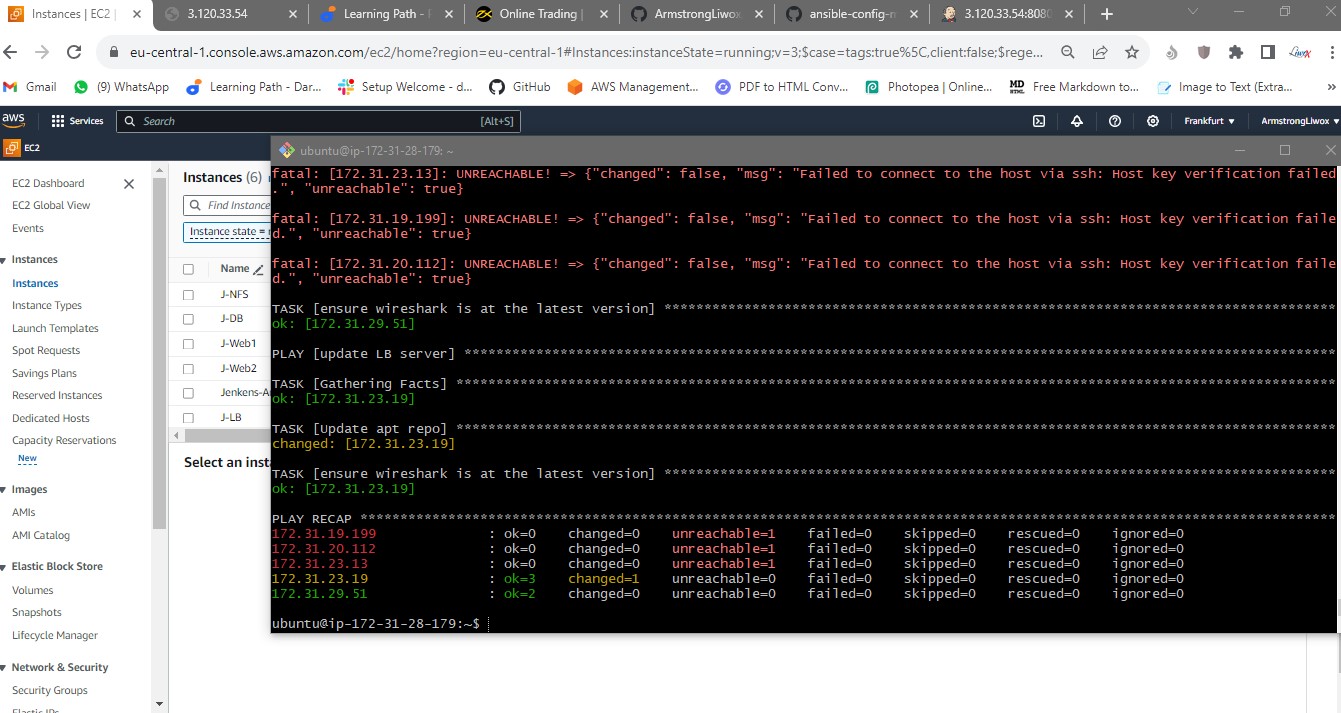 Instances | EC2 |
3.120.33.54
Learning Path -
Online Trading |
ArmstrongLiwox
ansible-config-
3.120.33.54:8080
eu-central-1.console.aws.amazon.com/ec2/home?region=eu-central-1#Instances:instanceState=running;v=3;$case=tags:true%5C,client:false;$rege...
Gmail
(9) WhatsApp
Learning Path - Dar...
Setup Welcome - d...
GitHub
AWS Management...
PDF to HTML Conv...
Photopea | Online...
MD
Free Markdown to...
Image to Text (Extra...
»
aws
Services
Search
[Alt+S]
Frankfurt
ArmstrongLiwox
EC2
ubuntu@ip-172-31-28-179: ~
EC2 Dashboard
EC2 Global View
Events
Instances
Instances
Instance Types
Launch Templates
Spot Requests
Savings Plans
Reserved Instances
Dedicated Hosts
Capacity Reservations
New
Images
AMIs
AMI Catalog
Elastic Block Store
Volumes
Snapshots
Lifecycle Manager
Network & Security
Security Groups
Elastic IPs
Instances (6)
Find Instance
Instance state =
Name
J-NFS
J-DB
J-Web1
J-Web2
Jenkens-A
J-LB
Select an inst
fatal: [172.31.23.13]: UNREACHABLE! => {"changed": false, "msg": "Failed to connect to the host via ssh: Host key verification failed
.", "unreachable": true}
fatal: [172.31.19.199]: UNREACHABLE! => {"changed": false, "msg": "Failed to connect to the host via ssh: Host key verification faile
d.", "unreachable": true}
fatal: [172.31.20.112]: UNREACHABLE! => {"changed": false, "msg": "Failed to connect to the host via ssh: Host key verification faile
d.", "unreachable": true}
TASK [ensure wireshark is at the latest version] ************************************************************************************
ok: [172.31.29.51]
PLAY [update LB server] *************************************************************************************************************
TASK [Gathering Facts] **************************************************************************************************************
ok: [172.31.23.19]
TASK [Update apt repo] **************************************************************************************************************
changed: [172.31.23.19]
TASK [ensure wireshark is at the latest version] ************************************************************************************
ok: [172.31.23.19]
PLAY RECAP **************************************************************************************************************************
172.31.19.199 : ok=0 changed=0 unreachable=1 failed=0 skipped=0 rescued=0 ignored=0
172.31.20.112 : ok=0 changed=0 unreachable=1 failed=0 skipped=0 rescued=0 ignored=0
172.31.23.13 : ok=0 changed=0 unreachable=1 failed=0 skipped=0 rescued=0 ignored=0
172.31.23.19 : ok=3 changed=1 unreachable=0 failed=0 skipped=0 rescued=0 ignored=0
172.31.29.51 : ok=2 changed=0 unreachable=0 failed=0 skipped=0 rescued=0 ignored=0
ubuntu@ip-172-31-28-179:~$